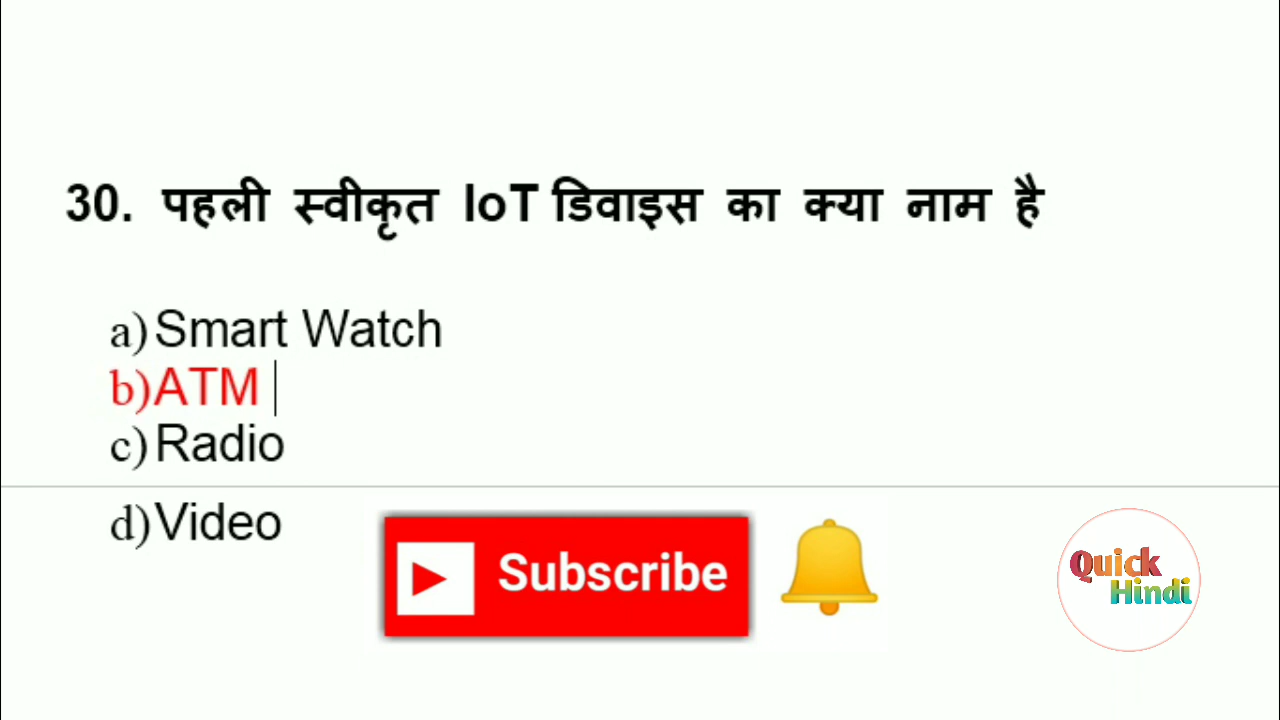 30. पहली स्वीकृत IoT डिवाइस का क्या नाम है
a) Smart Watch
b) ATM
c) Radio
d) Video
Subscribe
Quick
Hindi